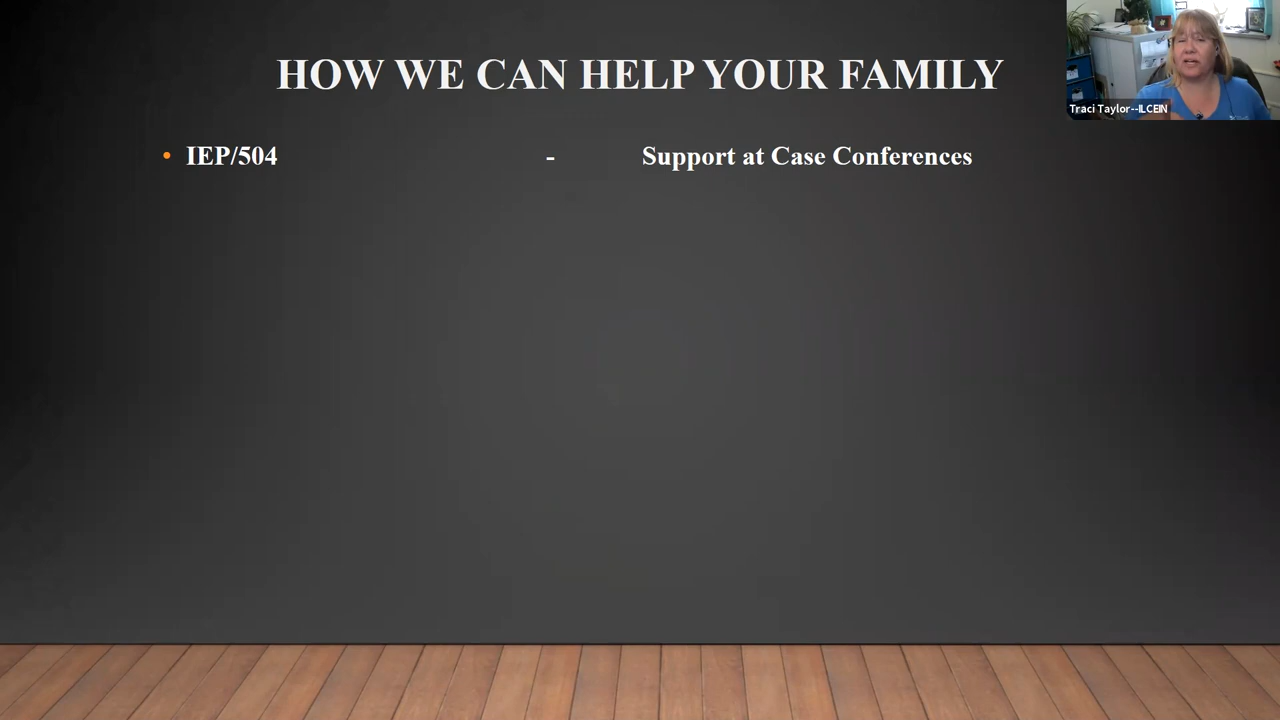 HOW WE CAN HELP YOUR FAMILY
Traci Taylor--ILCEIN
• IEP/504 - Support at Case Conferences